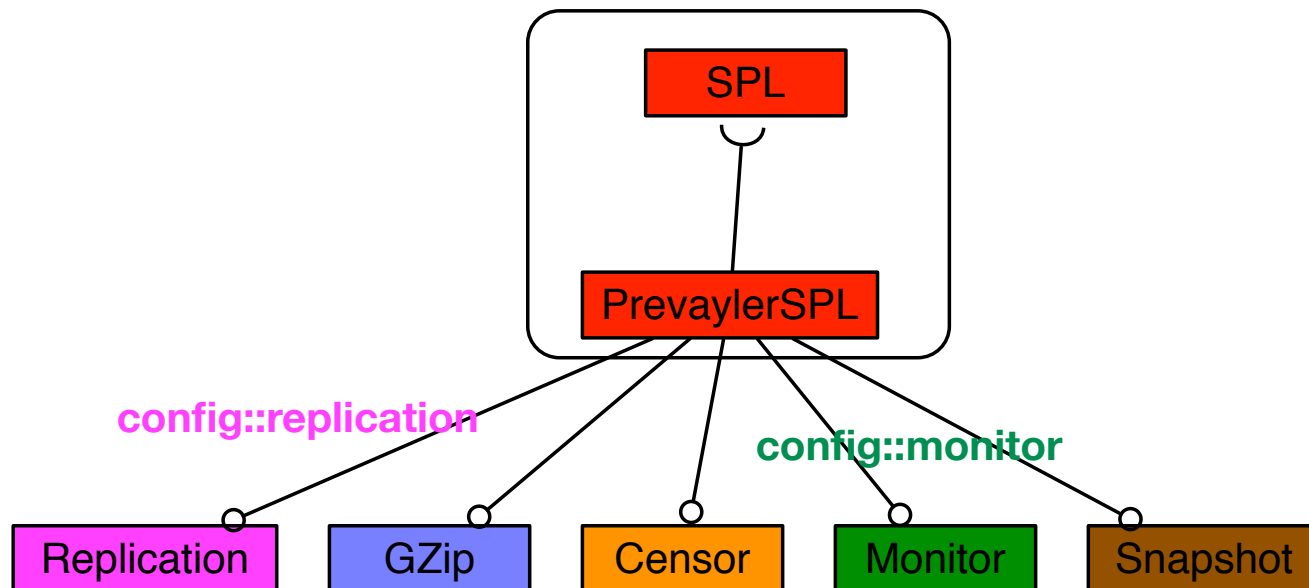 SPL
PrevaylerSPL
config::replication
config::monitor
Replication
GZip
Censor
Monitor
Snapshot